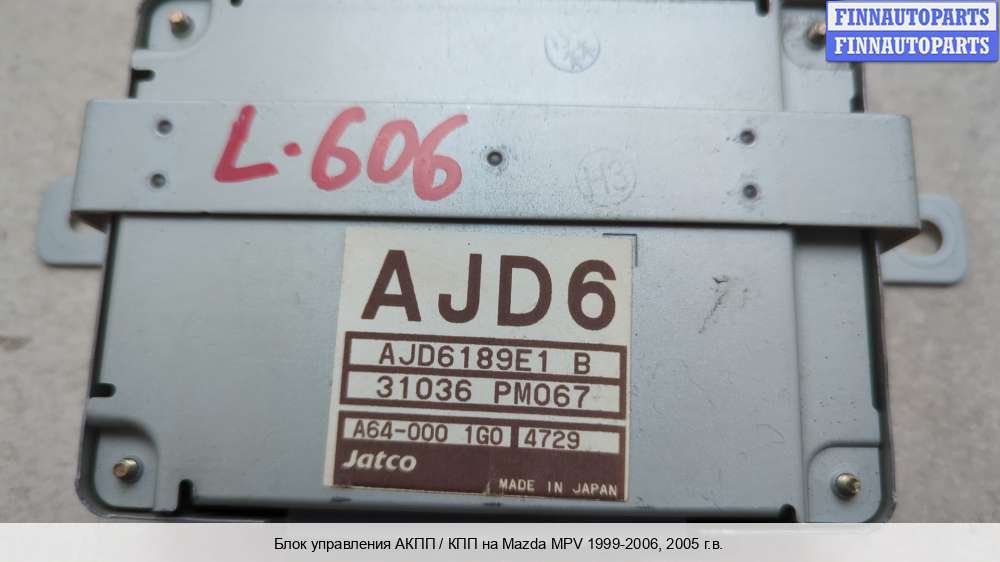 FINNAUTOPARTS
FINNAUTOPARTS
L-606
H3
AJD6
AJD6189E1 B
31036 PM067
A64-000 1G0 4729
Jatco
MADE IN JAPAN
Блок управления АКПП / КПП на Mazda MPV 1999-2006, 2005 г.в.